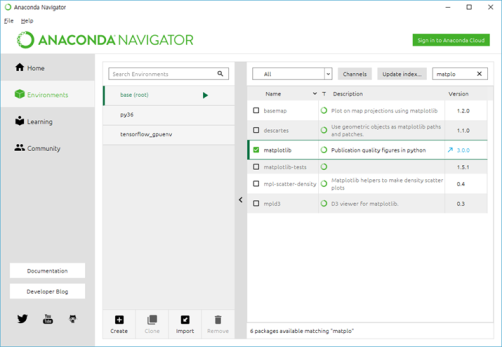 Anaconda Navigator
File Help
ANACONDA NAVIGATOR
Sign in to Anaconda Cloud
Home
Environments
Learning
Community
Documentation
Developer Blog
Search Environments
base (root)
py36
tensorflow_gpuenv
Create
Clone
Import
Remove
All
Channels
Update index...
matplo
Name T Description Version
basemap Plot on map projections using matplotlib 1.2.0
descartes Use geometric objects as matplotlib paths and patches. 1.1.0
matplotlib Publication quality figures in python 3.0.0
matplotlib-tests 1.5.1
mpl-scatter-density Matplotlib helpers to make density scatter plots 0.4
mpld3 D3 viewer for matplotlib. 0.3
6 packages available matching "matplo"